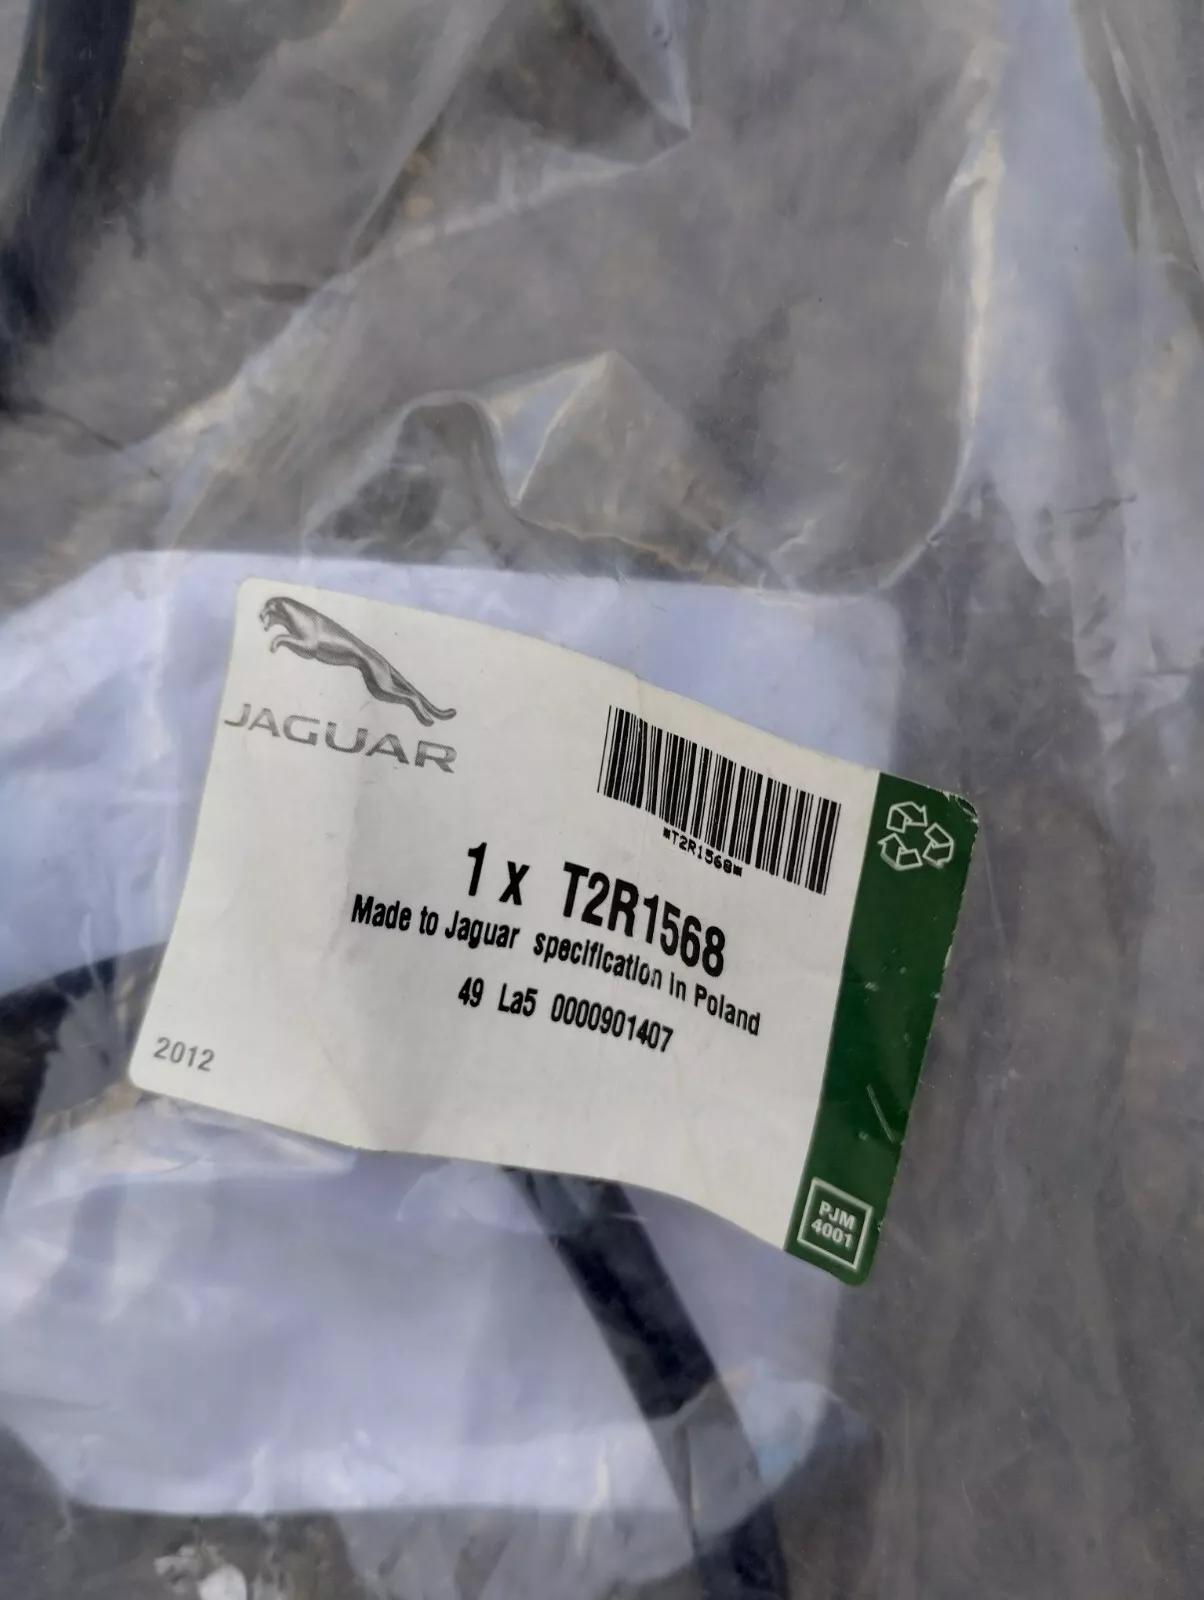 JAGUAR
*T2R1568*
1 x T2R1568
Made to Jaguar specification in Poland
49 La5 0000901407
2012
PJM
4001